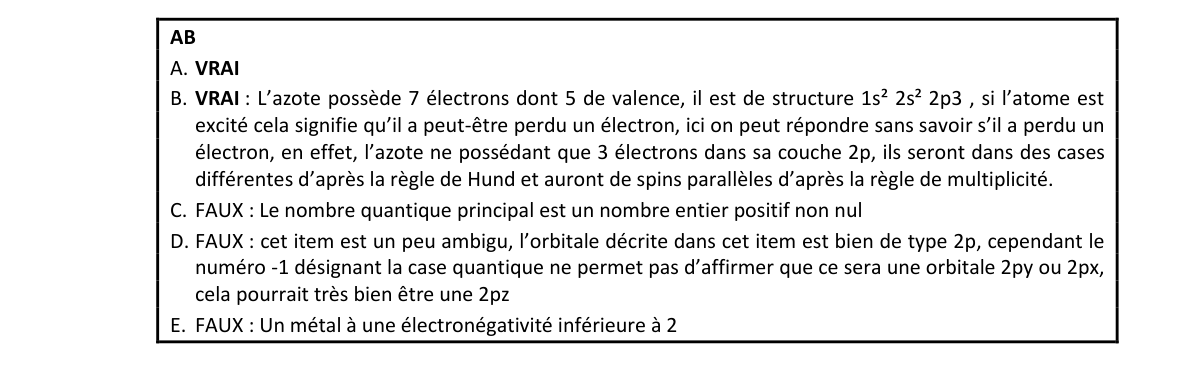 AB
A. VRAI
B. VRAI : L’azote possède 7 électrons dont 5 de valence, il est de structure 1s² 2s² 2p3 , si l’atome est
excité cela signifie qu’il a peut-être perdu un électron, ici on peut répondre sans savoir s’il a perdu un
électron, en effet, l’azote ne possédant que 3 électrons dans sa couche 2p, ils seront dans des cases
différentes d’après la règle de Hund et auront de spins parallèles d’après la règle de multiplicité.
C. FAUX : Le nombre quantique principal est un nombre entier positif non nul
D. FAUX : cet item est un peu ambigu, l’orbitale décrite dans cet item est bien de type 2p, cependant le
numéro -1 désignant la case quantique ne permet pas d’affirmer que ce sera une orbitale 2py ou 2px,
cela pourrait très bien être une 2pz
E. FAUX : Un métal à une électronégativité inférieure à 2